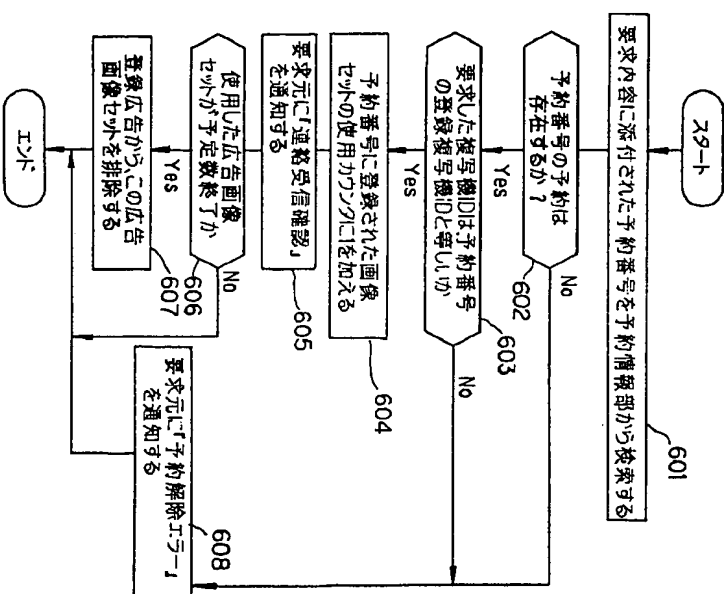 スタート
要求内容に添付された予約番号を予約情報部から検索する
601
予約番号の予約は
存在するか?
602
No
Yes
要求した複写機IDは予約番号
の登録複写機IDと等しいか
603
No
Yes
予約番号に登録された画像
セットの使用カウンタに1を加える
604
要求元に「連絡受信確認」
を通知する
605
使用した広告画像
セットが予定数終了か
606
No
Yes
登録広告から、この広告
画像セットを排除する
607
要求元に「予約解除エラー」
を通知する
608
エンド